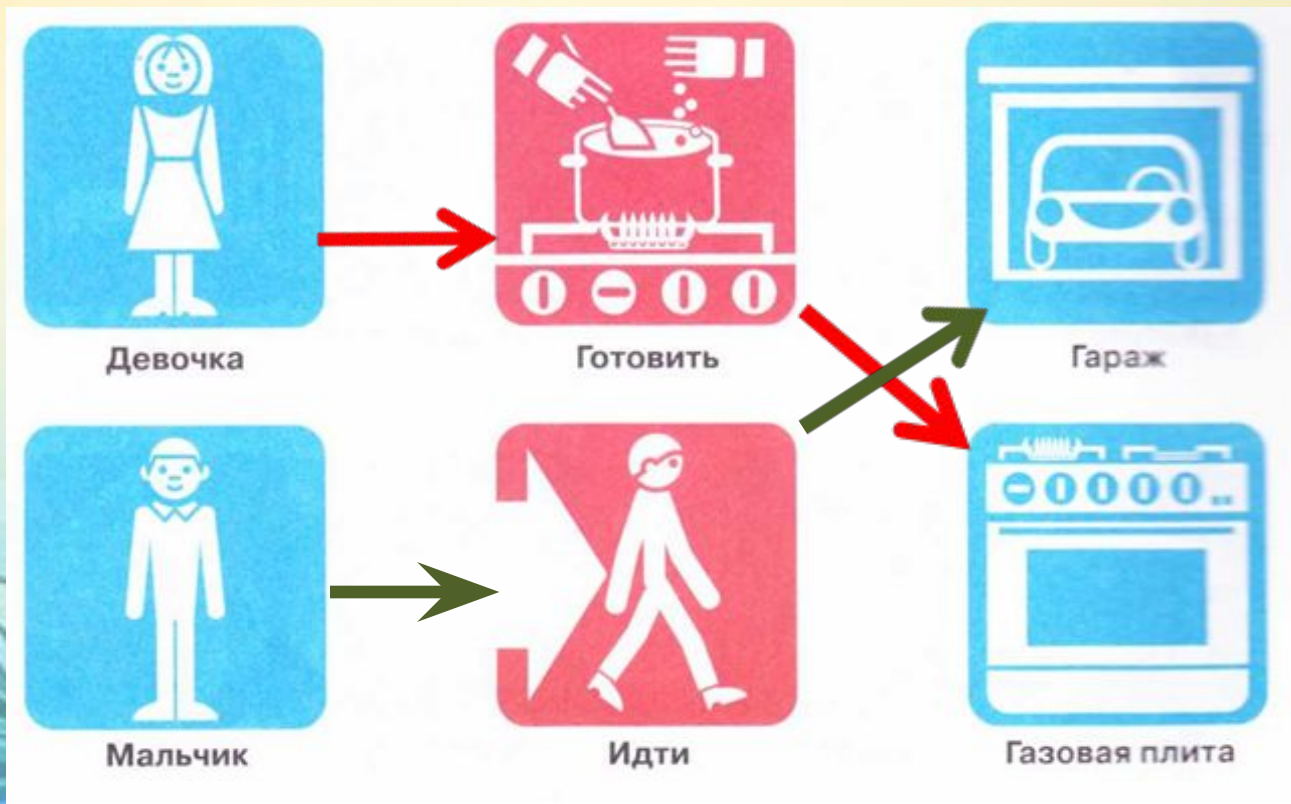 Девочка
Готовить
Гараж
Мальчик
Идти
Газовая плита